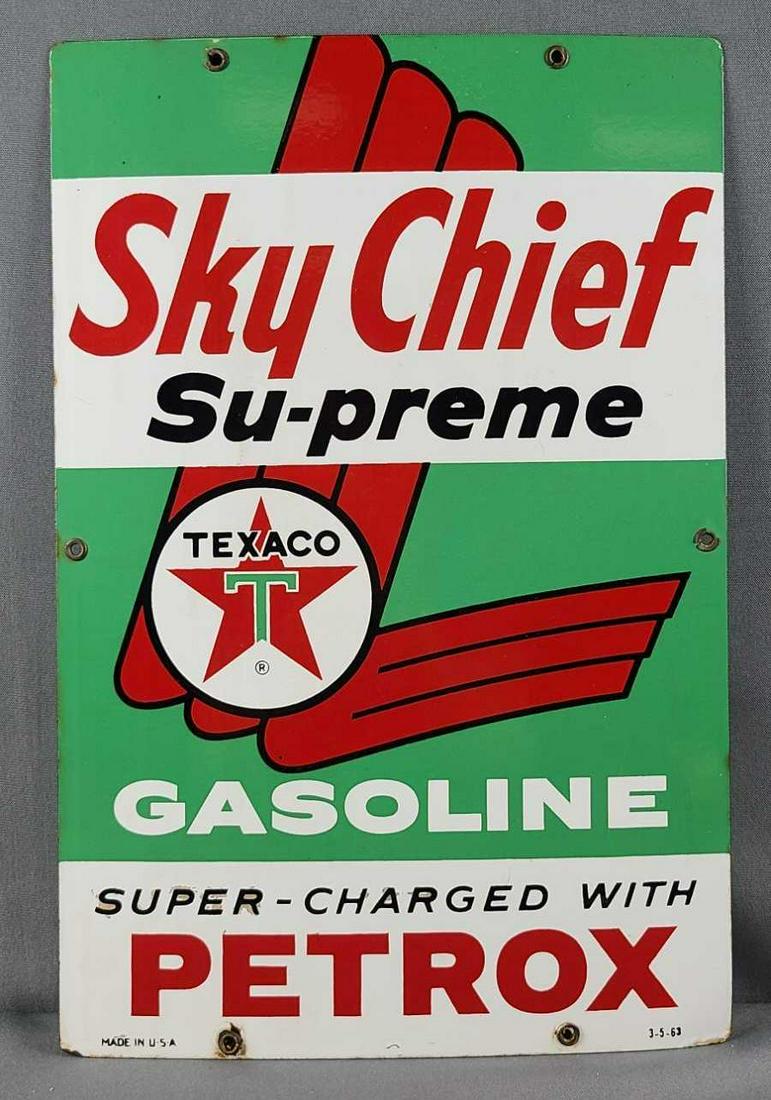 Sky Chief
Su-preme
TEXACO
T
®
GASOLINE
SUPER-CHARGED WITH
PETROX
MADE IN U.S.A 3-5-63